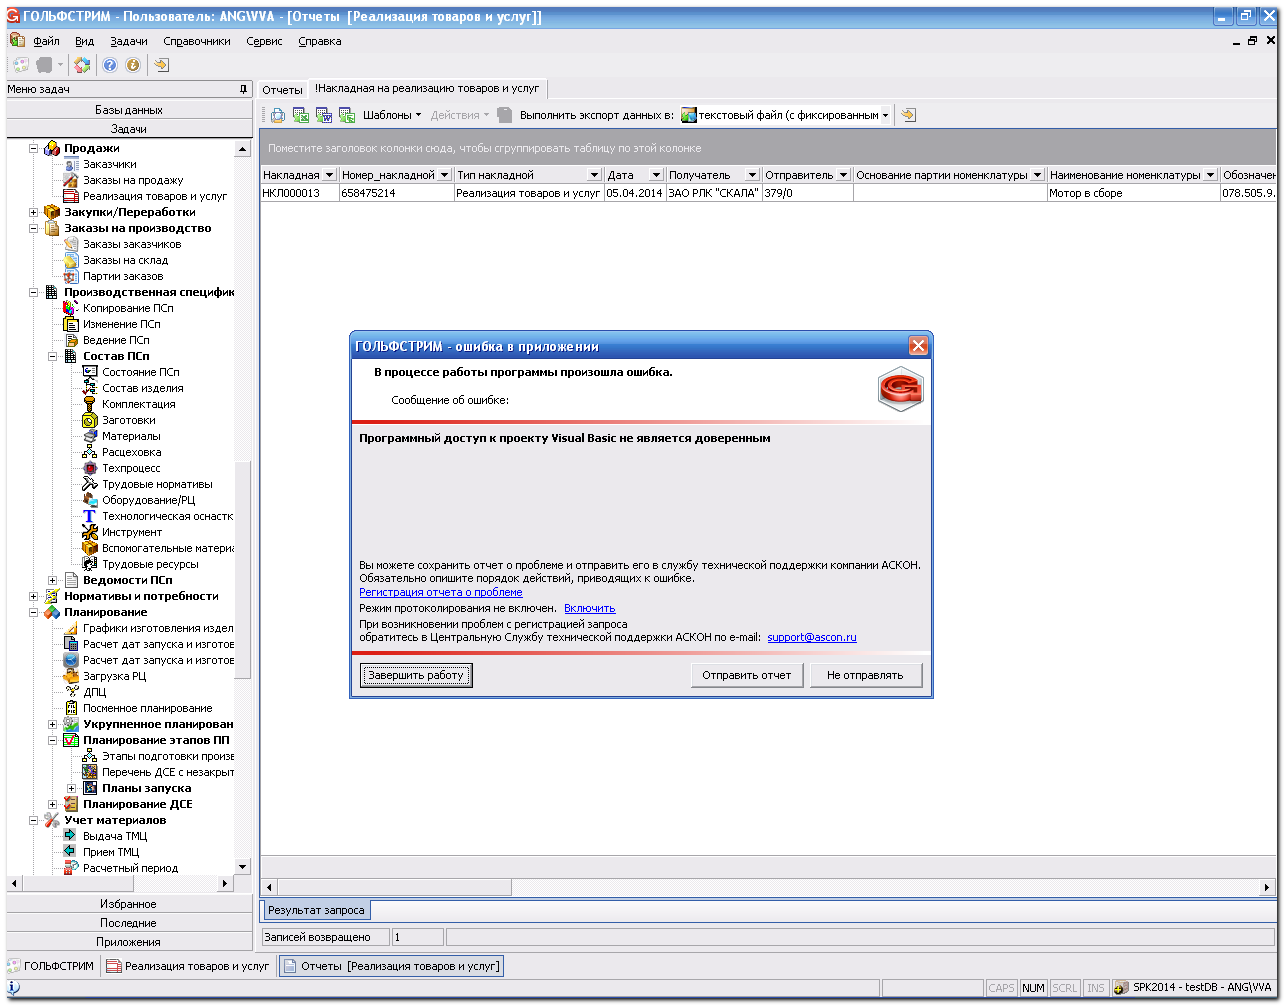 ГОЛЬФСТРИМ - Пользователь: ANG\VVA - [Отчеты  [Реализация товаров и услуг]]
Файл Вид Задачи Справочники Сервис Справка
Меню задач
Базы данных
Задачи
Продажи
Заказчики
Заказы на продажу
Реализация товаров и услуг
Закупки/Переработки
Заказы на производство
Заказы заказчиков
Заказы на склад
Партии заказов
Производственная специфик
Копирование ПСп
Изменение ПСп
Ведение ПСп
Состав ПСп
Состояние ПСп
Состав изделия
Комплектация
Заготовки
Материалы
Расцеховка
Техпроцесс
Трудовые нормативы
Оборудование/РЦ
Технологическая оснастк
Инструмент
Вспомогательные матери
Трудовые ресурсы
Ведомости ПСп
Нормативы и потребности
Планирование
Графики изготовления издел
Расчет дат запуска и изготов
Расчет дат запуска и изготов
Загрузка РЦ
ДПЦ
Посменное планирование
Укрупненное планирован
Планирование этапов ПП
Этапы подготовки произв
Перечень ДСЕ с незакрыт
Планы запуска
Планирование ДСЕ
Учет материалов
Выдача ТМЦ
Прием ТМЦ
Расчетный период
Избранное
Последние
Приложения
Отчеты !Накладная на реализацию товаров и услуг
Шаблоны Действия Выполнить экспорт данных в: текстовый файл (с фиксированным
Поместите заголовок колонки сюда, чтобы сгруппировать таблицу по этой колонке
Накладная Номер_накладной Тип накладной Дата Получатель Отправитель Основание партии номенклатуры Наименование номенклатуры Обозначен
НКЛ000013 658475214 Реализация товаров и услуг 05.04.2014 ЗАО РЛК "СКАЛА" 379/0 Мотор в сборе 078.505.9.
ГОЛЬФСТРИМ - ошибка в приложении
В процессе работы программы произошла ошибка.
Сообщение об ошибке:
Программный доступ к проекту Visual Basic не является доверенным
Вы можете сохранить отчет о проблеме и отправить его в службу технической поддержки компании АСКОН.
Обязательно опишите порядок действий, приводящих к ошибке.
Регистрация отчета о проблеме
Режим протоколирования не включен. Включить
При возникновении проблем с регистрацией запроса
обратитесь в Центральную Службу технической поддержки АСКОН по e-mail: support@ascon.ru
Завершить работу Отправить отчет Не отправлять
Результат запроса
Записей возвращено 1
ГОЛЬФСТРИМ Реализация товаров и услуг Отчеты  [Реализация товаров и услуг]
CAPS NUM SCRL INS SPK2014 - testDB - ANG\VVA